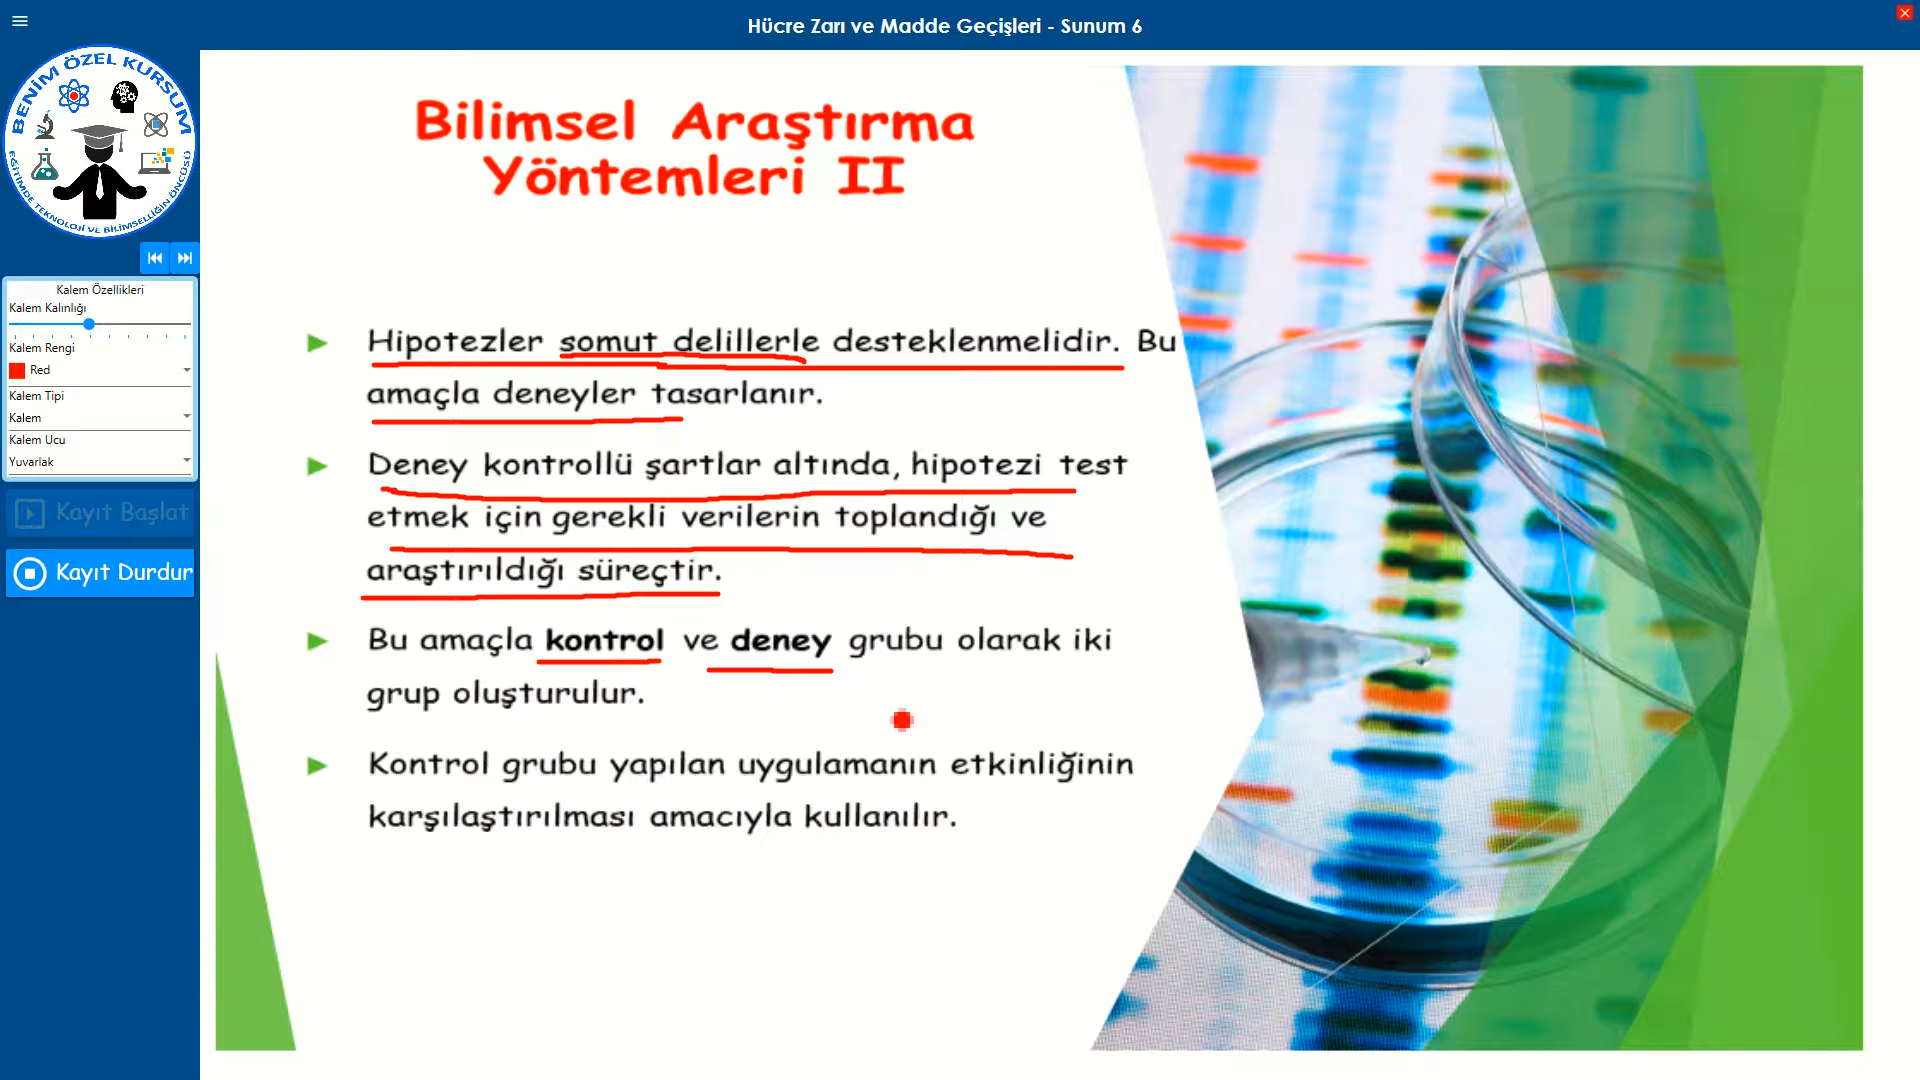 Hücre Zarı ve Madde Geçişleri - Sunum 6
BENİM ÖZEL KURSUM
EĞİTİMDE TEKNOLOJİ VE BİLİMSELLİĞİN ÖNCÜSÜ
Kalem Özellikleri
Kalem Kalınlığı
Kalem Rengi
Red
Kalem Tipi
Kalem
Kalem Ucu
Yuvarlak
Kayıt Başlat
Kayıt Durdur
Bilimsel Araştırma
Yöntemleri II
Hipotezler somut delillerle desteklenmelidir. Bu
amaçla deneyler tasarlanır.
Deney kontrollü şartlar altında, hipotezi test
etmek için gerekli verilerin toplandığı ve
araştırıldığı süreçtir.
Bu amaçla kontrol ve deney grubu olarak iki
grup oluşturulur.
Kontrol grubu yapılan uygulamanın etkinliğinin
karşılaştırılması amacıyla kullanılır.